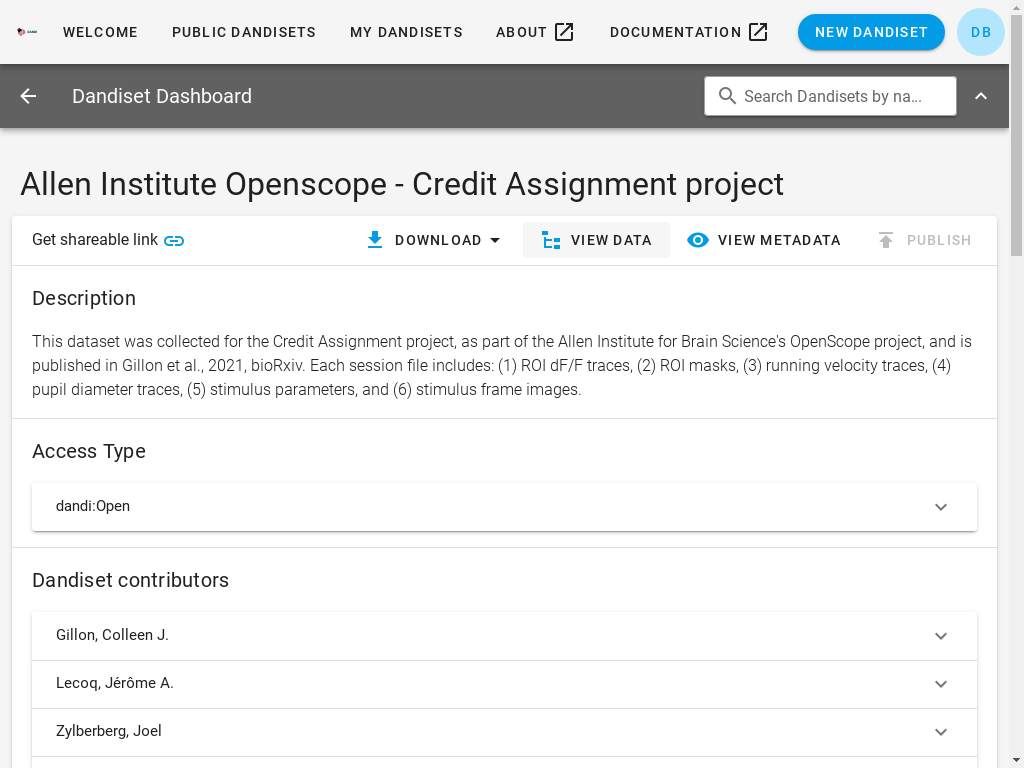 WELCOME PUBLIC DANDISETS MY DANDISETS ABOUT DOCUMENTATION NEW DANDISET DB
Dandiset Dashboard Search Dandisets by na...
Allen Institute Openscope - Credit Assignment project
Get shareable link DOWNLOAD VIEW DATA VIEW METADATA PUBLISH
Description
This dataset was collected for the Credit Assignment project, as part of the Allen Institute for Brain Science's OpenScope project, and is
published in Gillon et al., 2021, bioRxiv. Each session file includes: (1) ROI dF/F traces, (2) ROI masks, (3) running velocity traces, (4)
pupil diameter traces, (5) stimulus parameters, and (6) stimulus frame images.
Access Type
dandi:Open
Dandiset contributors
Gillon, Colleen J.
Lecoq, Jérôme A.
Zylberberg, Joel